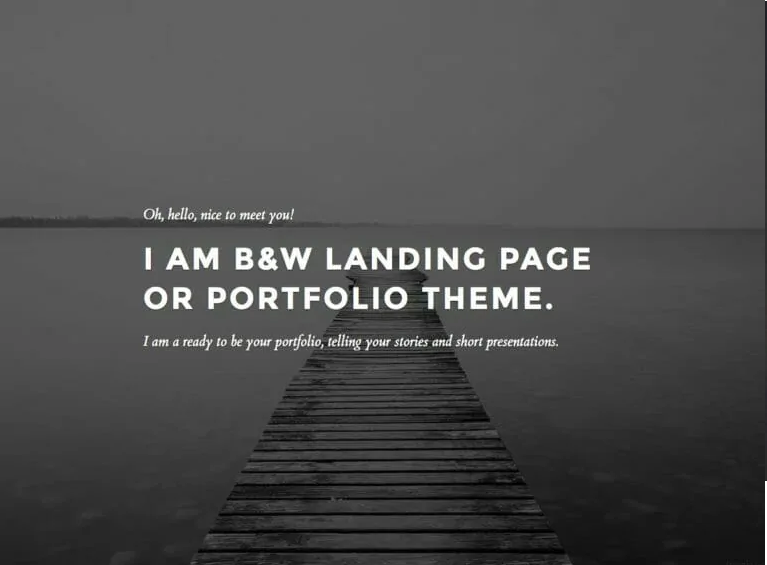 Oh, hello, nice to meet you!
I AM B&W LANDING PAGE
OR PORTFOLIO THEME.
I am a ready to be your portfolio, telling your stories and short presentations.